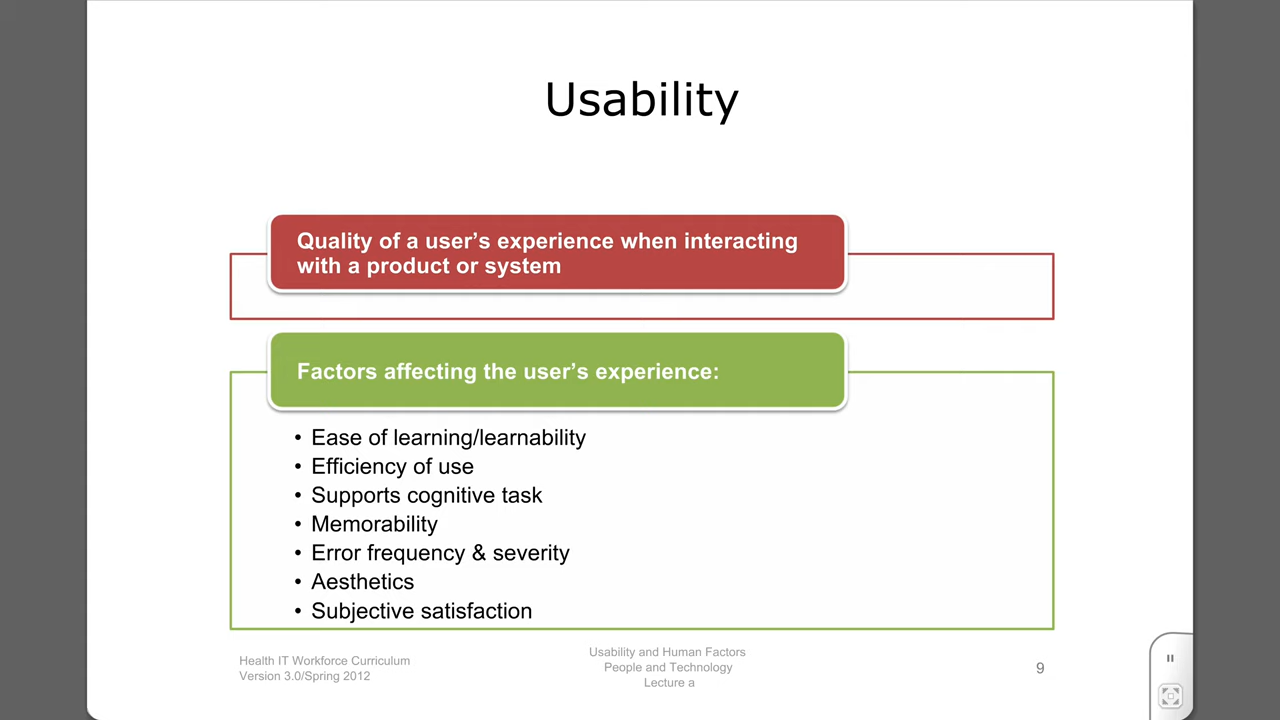 Usability
Quality of a user’s experience when interacting
with a product or system
Factors affecting the user’s experience:
• Ease of learning/learnability
• Efficiency of use
• Supports cognitive task
• Memorability
• Error frequency & severity
• Aesthetics
• Subjective satisfaction
Health IT Workforce Curriculum
Version 3.0/Spring 2012
Usability and Human Factors
People and Technology
Lecture a
9